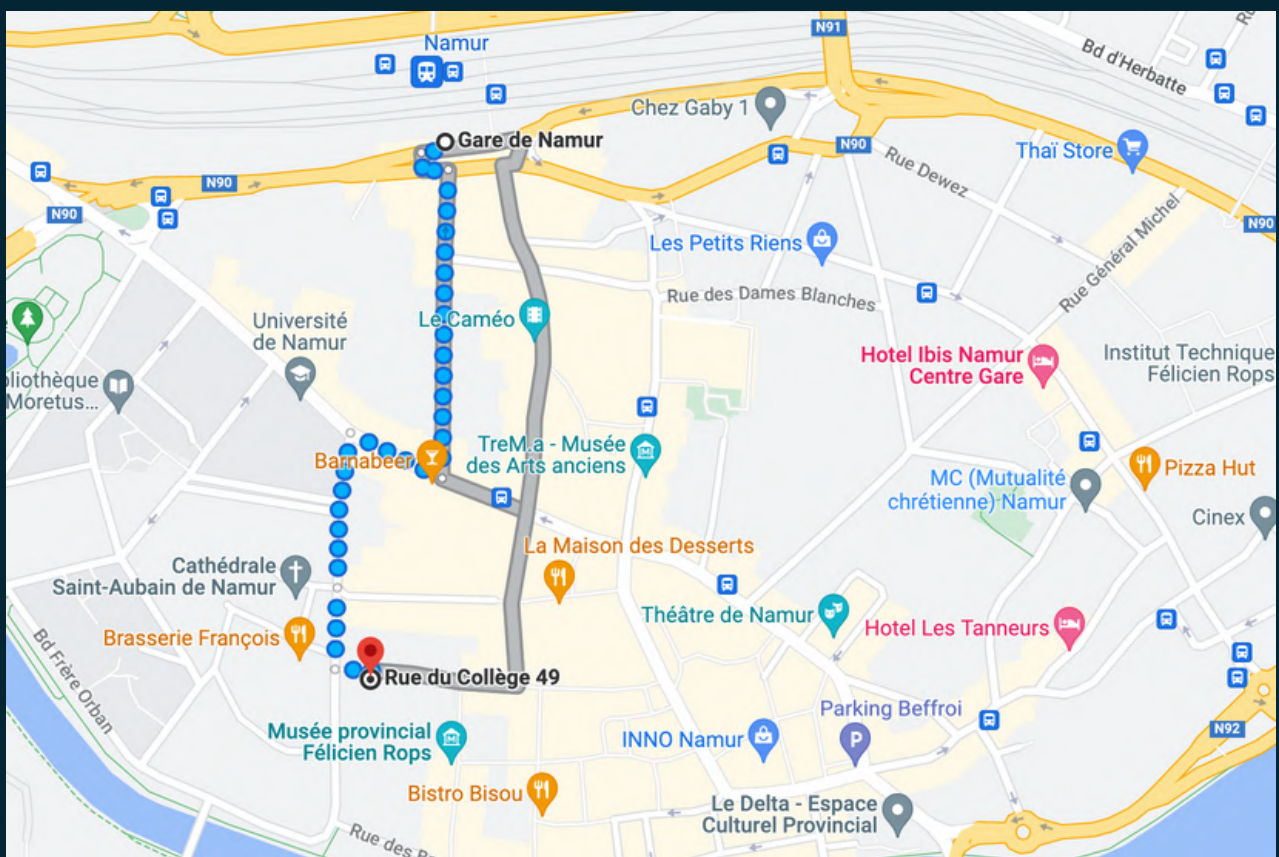 N91
Namur
Bd d'Herbatte
Chez Gaby 1
Gare de Namur
N90
Thaï Store
Rue Dewez
N90
N90
N90
Rue Général Michel
Les Petits Riens
Rue des Dames Blanches
Université
de Namur
Le Caméo
Hotel Ibis Namur
Centre Gare
Institut Technique
Félicien Rops
Moretus...
Barnabeer
TreM.a - Musée
des Arts anciens
Pizza Hut
MC (Mutualité
chrétienne) Namur
Cinex
La Maison des Desserts
Cathédrale
Saint-Aubain de Namur
Théâtre de Namur
Hotel Les Tanneurs
Brasserie François
Bd Frère Orban
Rue du Collège 49
Parking Beffroi
P
Musée provincial
Félicien Rops
INNO Namur
N92
Bistro Bisou
Le Delta - Espace
Culturel Provincial
Rue des